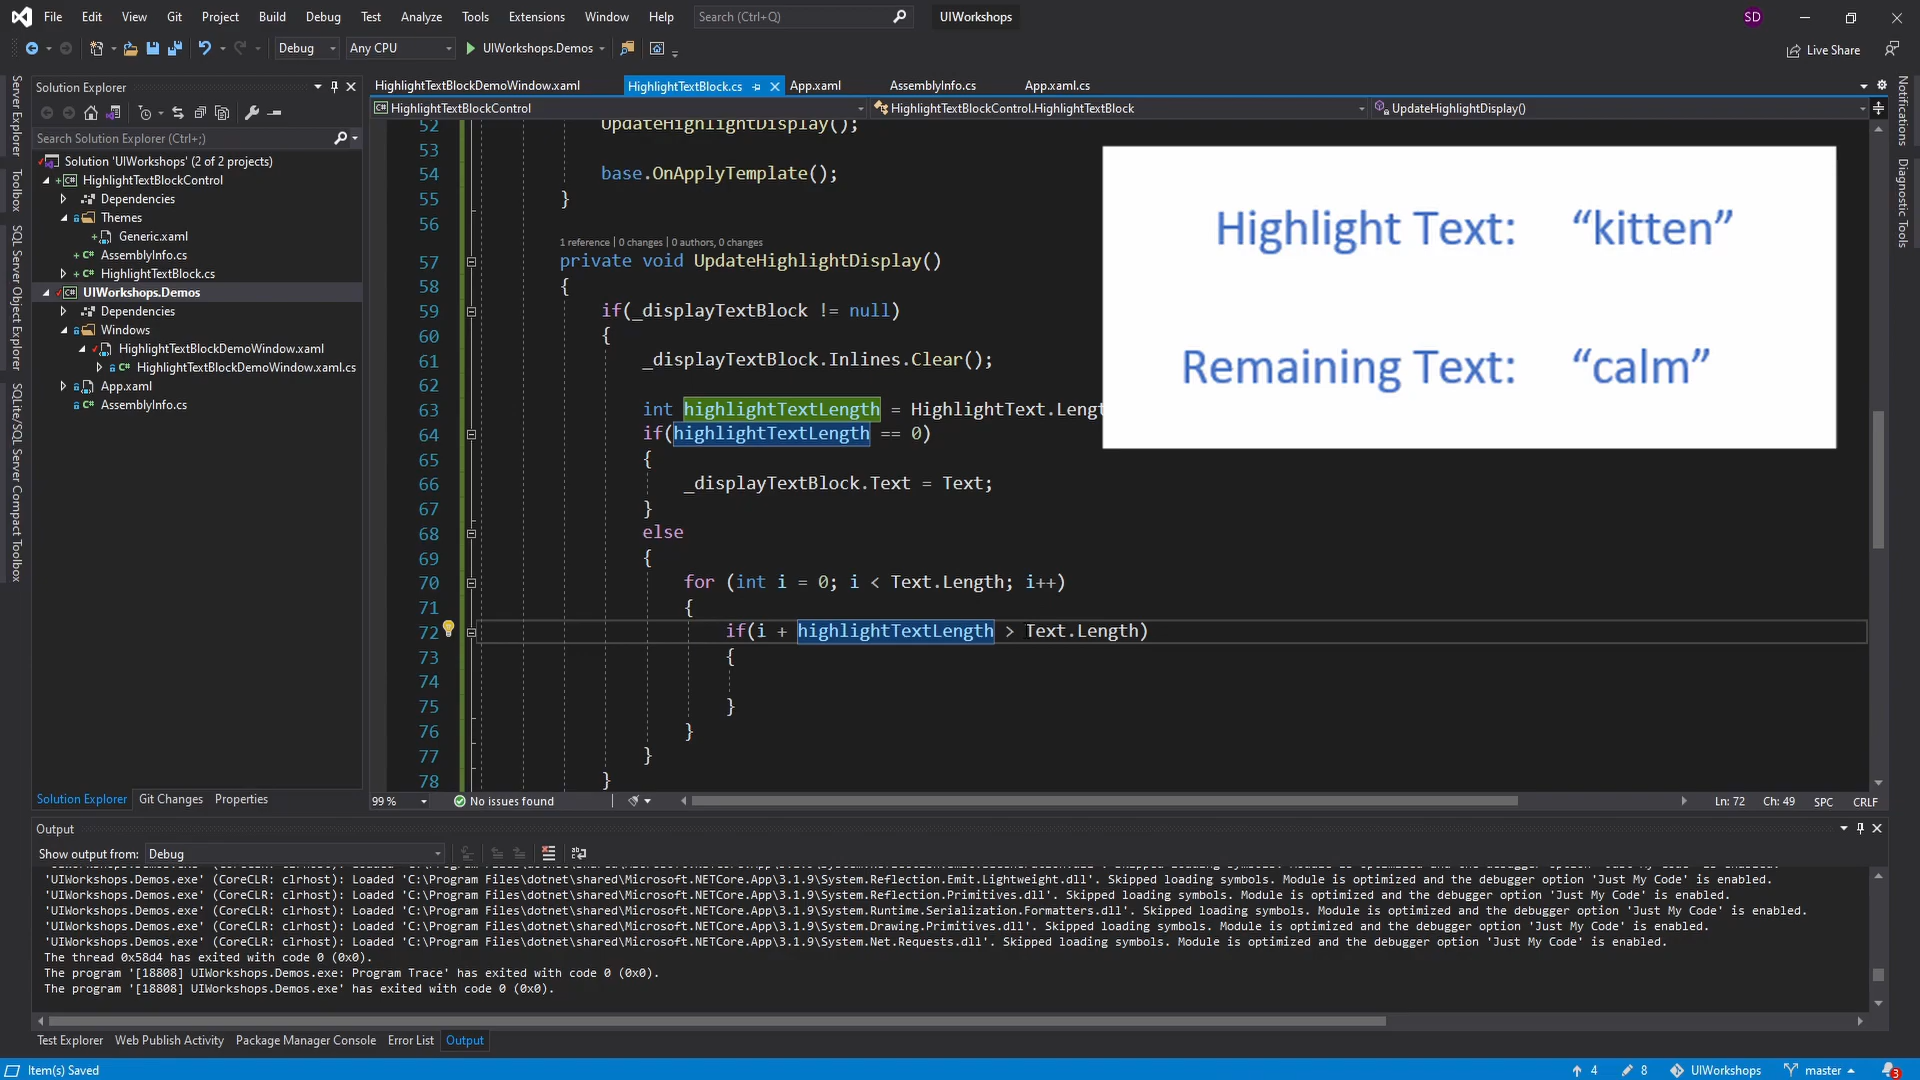 File Edit View Git Project Build Debug Test Analyze Tools Extensions Window Help Search (Ctrl+Q) UIWorkshops SD
Debug Any CPU UIWorkshops.Demos Live Share
Server Explorer Toolbox SQL Server Object Explorer SQLite/SQL Server Compact Toolbox
Notifications Diagnostic Tools
Solution Explorer
Search Solution Explorer (Ctrl+;)
Solution 'UIWorkshops' (2 of 2 projects)
HighlightTextBlockControl
Dependencies
Themes
Generic.xaml
AssemblyInfo.cs
HighlightTextBlock.cs
UIWorkshops.Demos
Dependencies
Windows
HighlightTextBlockDemoWindow.xaml
HighlightTextBlockDemoWindow.xaml.cs
App.xaml
AssemblyInfo.cs
Solution Explorer Git Changes Properties
HighlightTextBlockDemoWindow.xaml HighlightTextBlock.cs App.xaml AssemblyInfo.cs App.xaml.cs
HighlightTextBlockControl HighlightTextBlockControl.HighlightTextBlock UpdateHighlightDisplay()
52 UpdateHighlightDisplay();
53
54 base.OnApplyTemplate();
55 }
56
1 reference | 0 changes | 0 authors, 0 changes
57 private void UpdateHighlightDisplay()
58 {
59 if(_displayTextBlock != null)
60 {
61 _displayTextBlock.Inlines.Clear();
62
63 int highlightTextLength = HighlightText.Lengt
64 if(highlightTextLength == 0)
65 {
66 _displayTextBlock.Text = Text;
67 }
68 else
69 {
70 for (int i = 0; i < Text.Length; i++)
71 {
72 if(i + highlightTextLength > Text.Length)
73 {
74
75 }
76 }
77 }
78 }
Highlight Text: “kitten”
Remaining Text: “calm”
99 % No issues found Ln: 72 Ch: 49 SPC CRLF
Output
Show output from: Debug
'UIWorkshops.Demos.exe' (CoreCLR: clrhost): Loaded 'C:\Program Files\dotnet\shared\Microsoft.NETCore.App\3.1.9\System.Reflection.Emit.Lightweight.dll'. Skipped loading symbols. Module is optimized and the debugger option 'Just My Code' is enabled.
'UIWorkshops.Demos.exe' (CoreCLR: clrhost): Loaded 'C:\Program Files\dotnet\shared\Microsoft.NETCore.App\3.1.9\System.Reflection.Primitives.dll'. Skipped loading symbols. Module is optimized and the debugger option 'Just My Code' is enabled.
'UIWorkshops.Demos.exe' (CoreCLR: clrhost): Loaded 'C:\Program Files\dotnet\shared\Microsoft.NETCore.App\3.1.9\System.Runtime.Serialization.Formatters.dll'. Skipped loading symbols. Module is optimized and the debugger option 'Just My Code' is enabled.
'UIWorkshops.Demos.exe' (CoreCLR: clrhost): Loaded 'C:\Program Files\dotnet\shared\Microsoft.NETCore.App\3.1.9\System.Drawing.Primitives.dll'. Skipped loading symbols. Module is optimized and the debugger option 'Just My Code' is enabled.
'UIWorkshops.Demos.exe' (CoreCLR: clrhost): Loaded 'C:\Program Files\dotnet\shared\Microsoft.NETCore.App\3.1.9\System.Net.Requests.dll'. Skipped loading symbols. Module is optimized and the debugger option 'Just My Code' is enabled.
The thread 0x58d4 has exited with code 0 (0x0).
The program '[18808] UIWorkshops.Demos.exe: Program Trace' has exited with code 0 (0x0).
The program '[18808] UIWorkshops.Demos.exe' has exited with code 0 (0x0).
Test Explorer Web Publish Activity Package Manager Console Error List Output
Item(s) Saved 4 8 UIWorkshops master 3